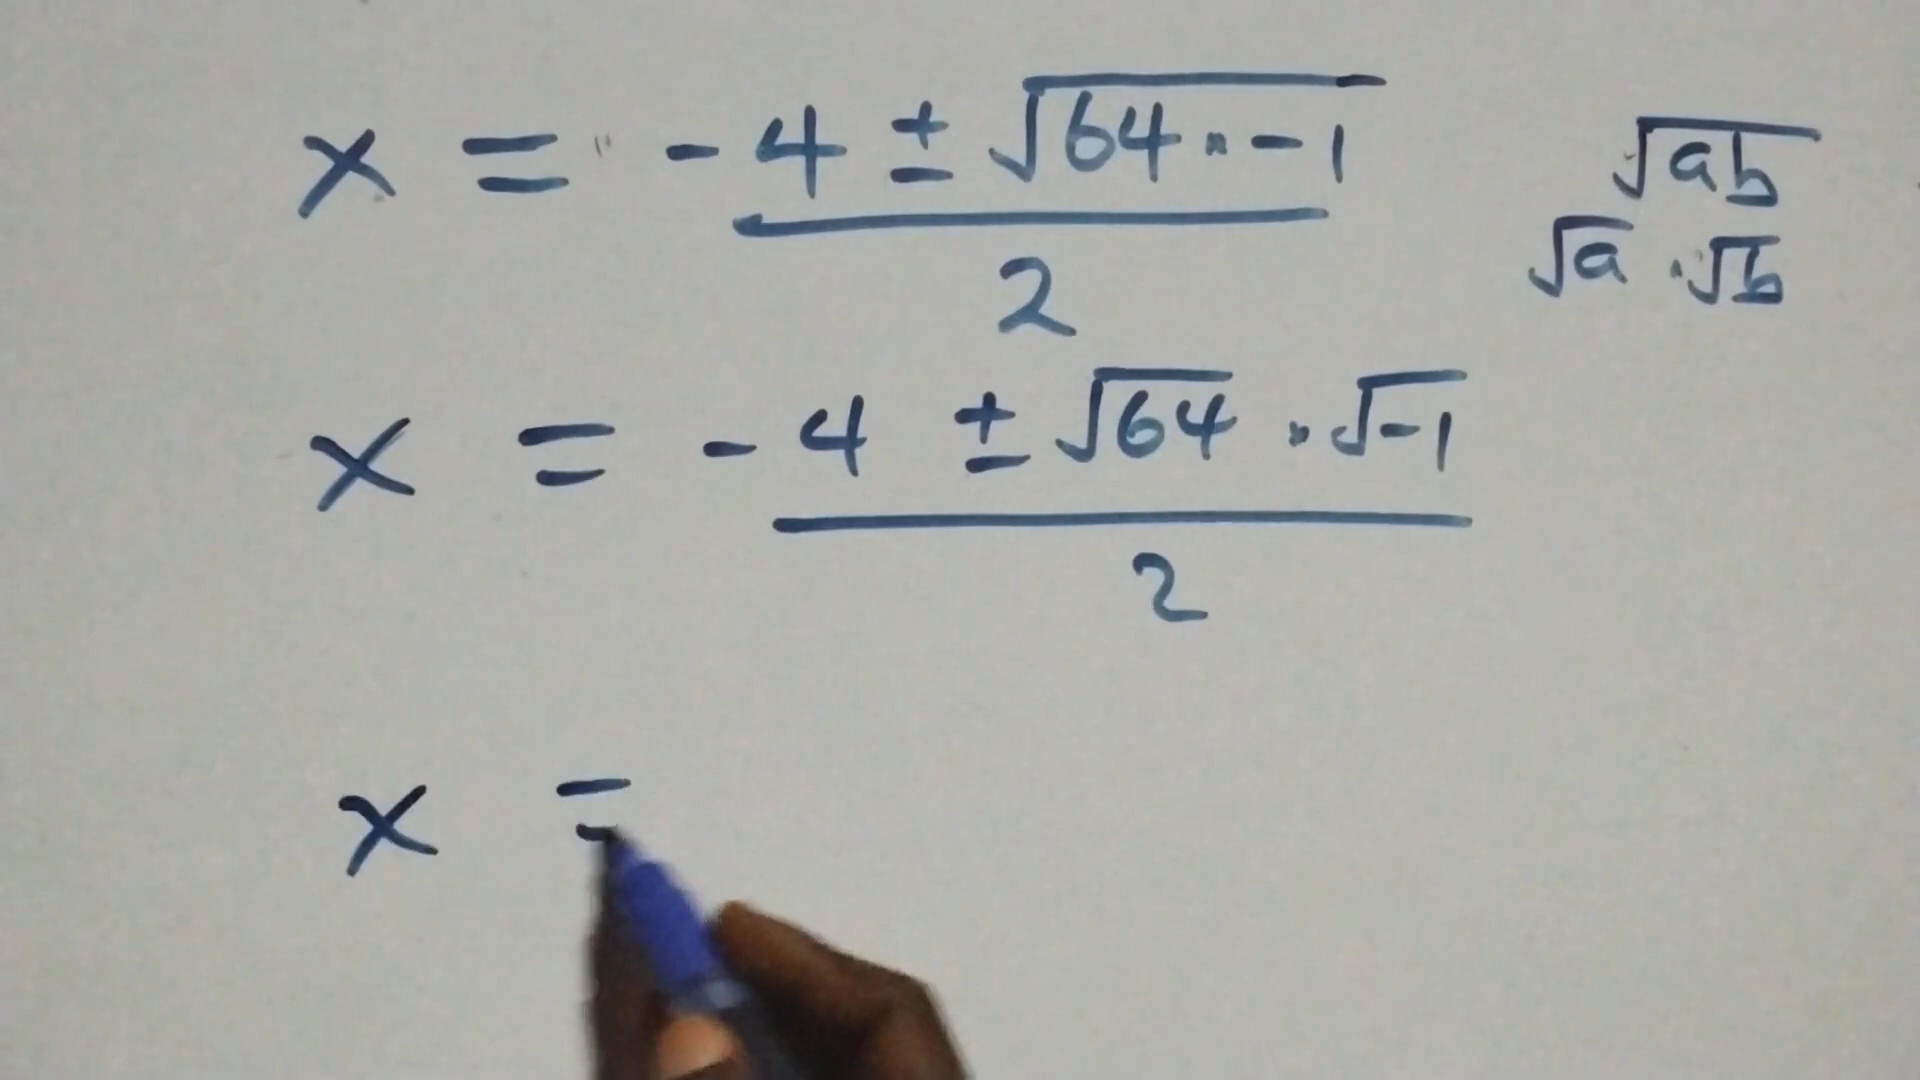 x = -4 ± √64 · -1
2
√ab
√a · √b
x = -4 ± √64 · √-1
2
x =